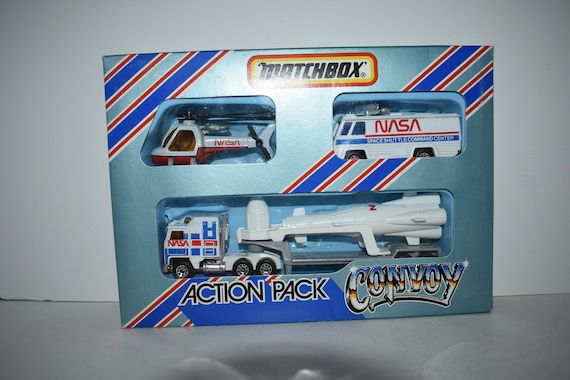 MATCHBOX®
NASA
NASA
SPACE SHUTTLE COMMAND CENTER
NASA
ACTION PACK
CONVOY